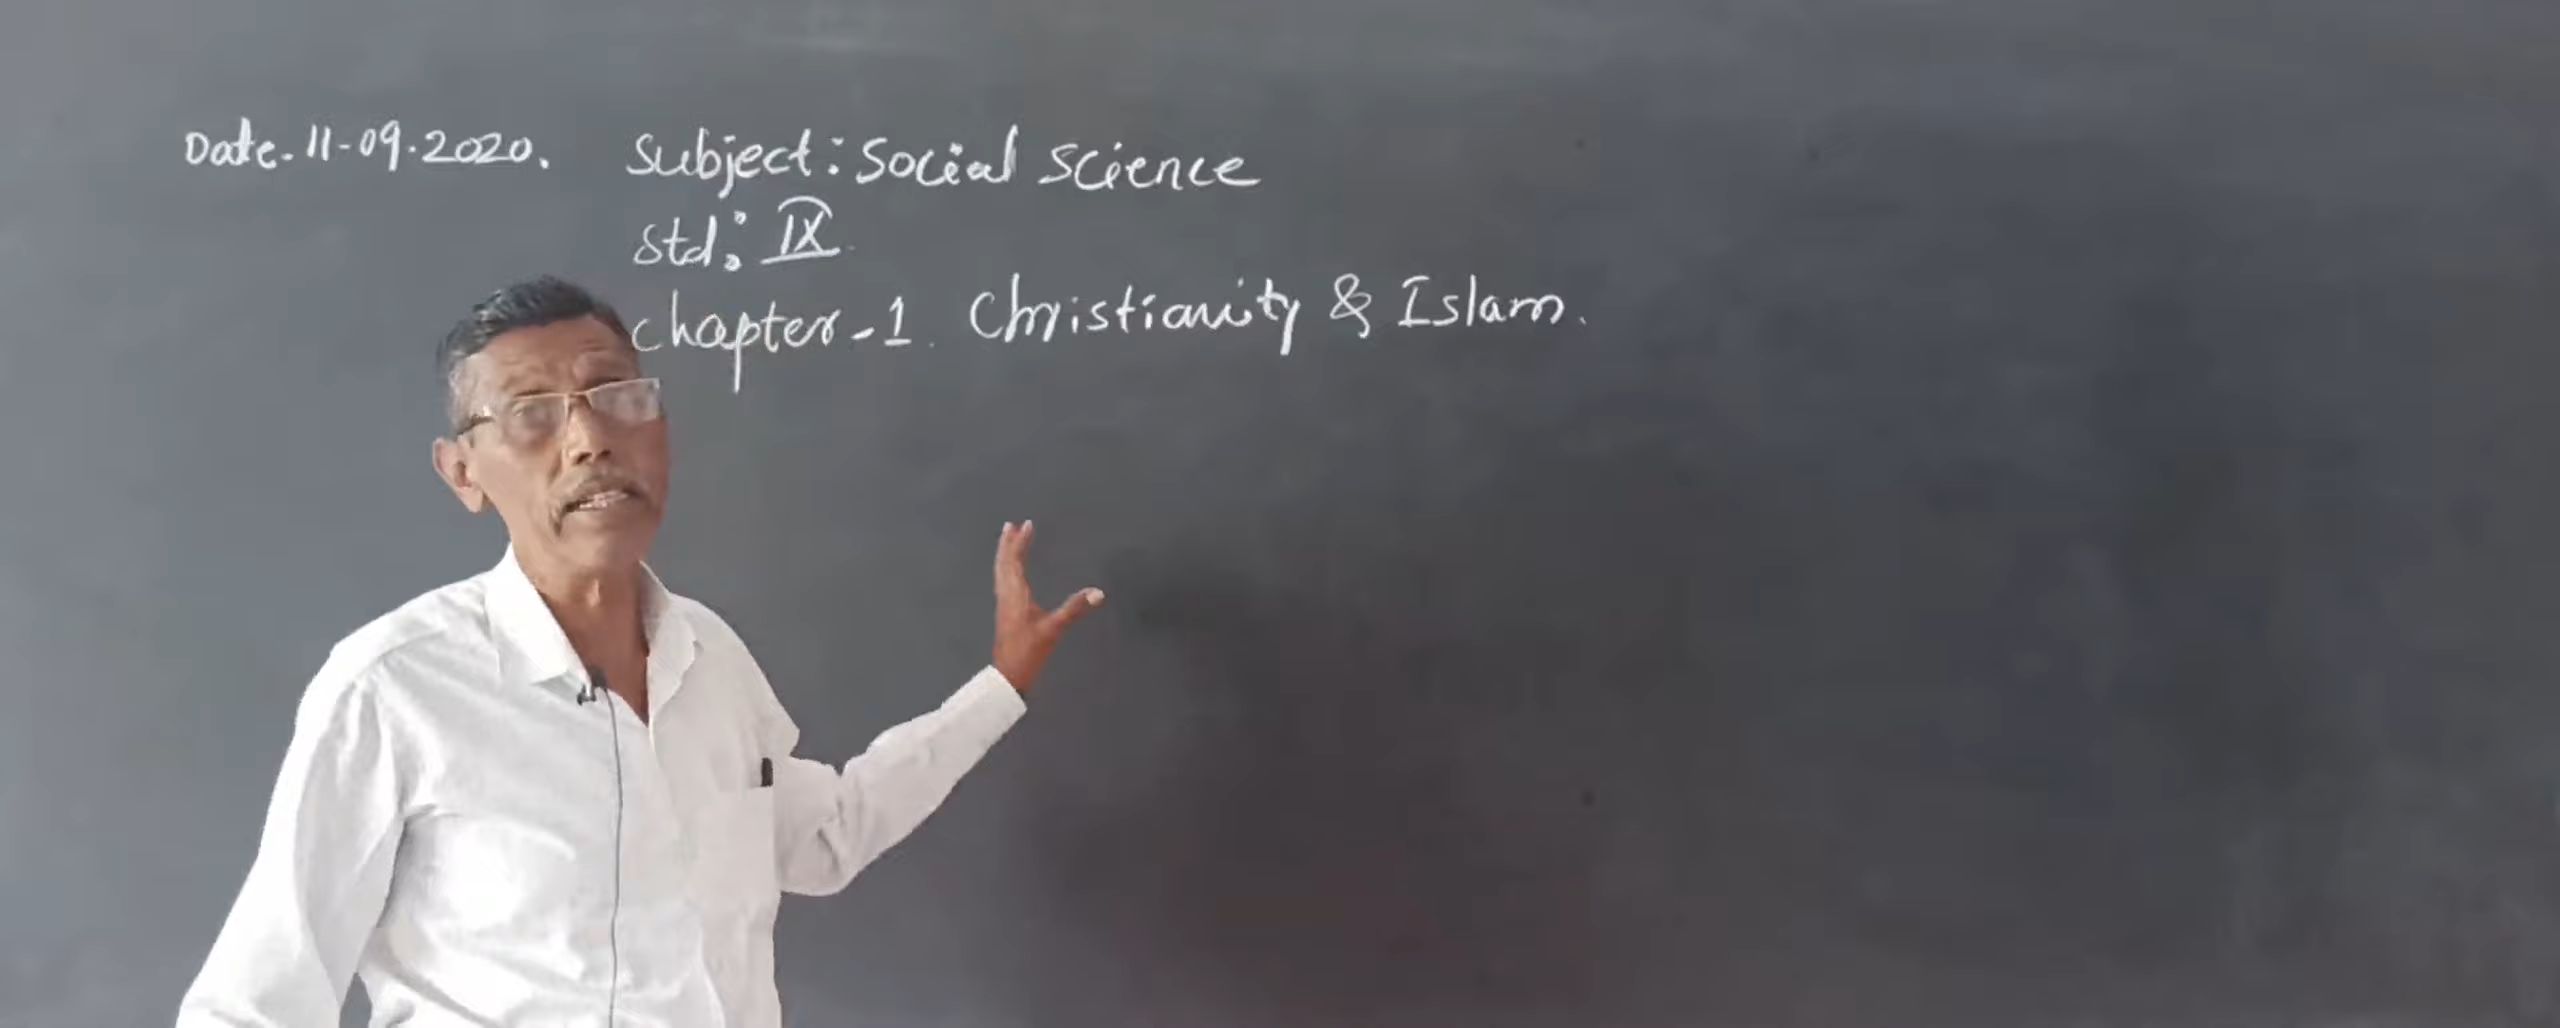 Date. 11-09.2020.
Subject: Social Science
Std: IX
Chapter-1. Christianity & Islam.